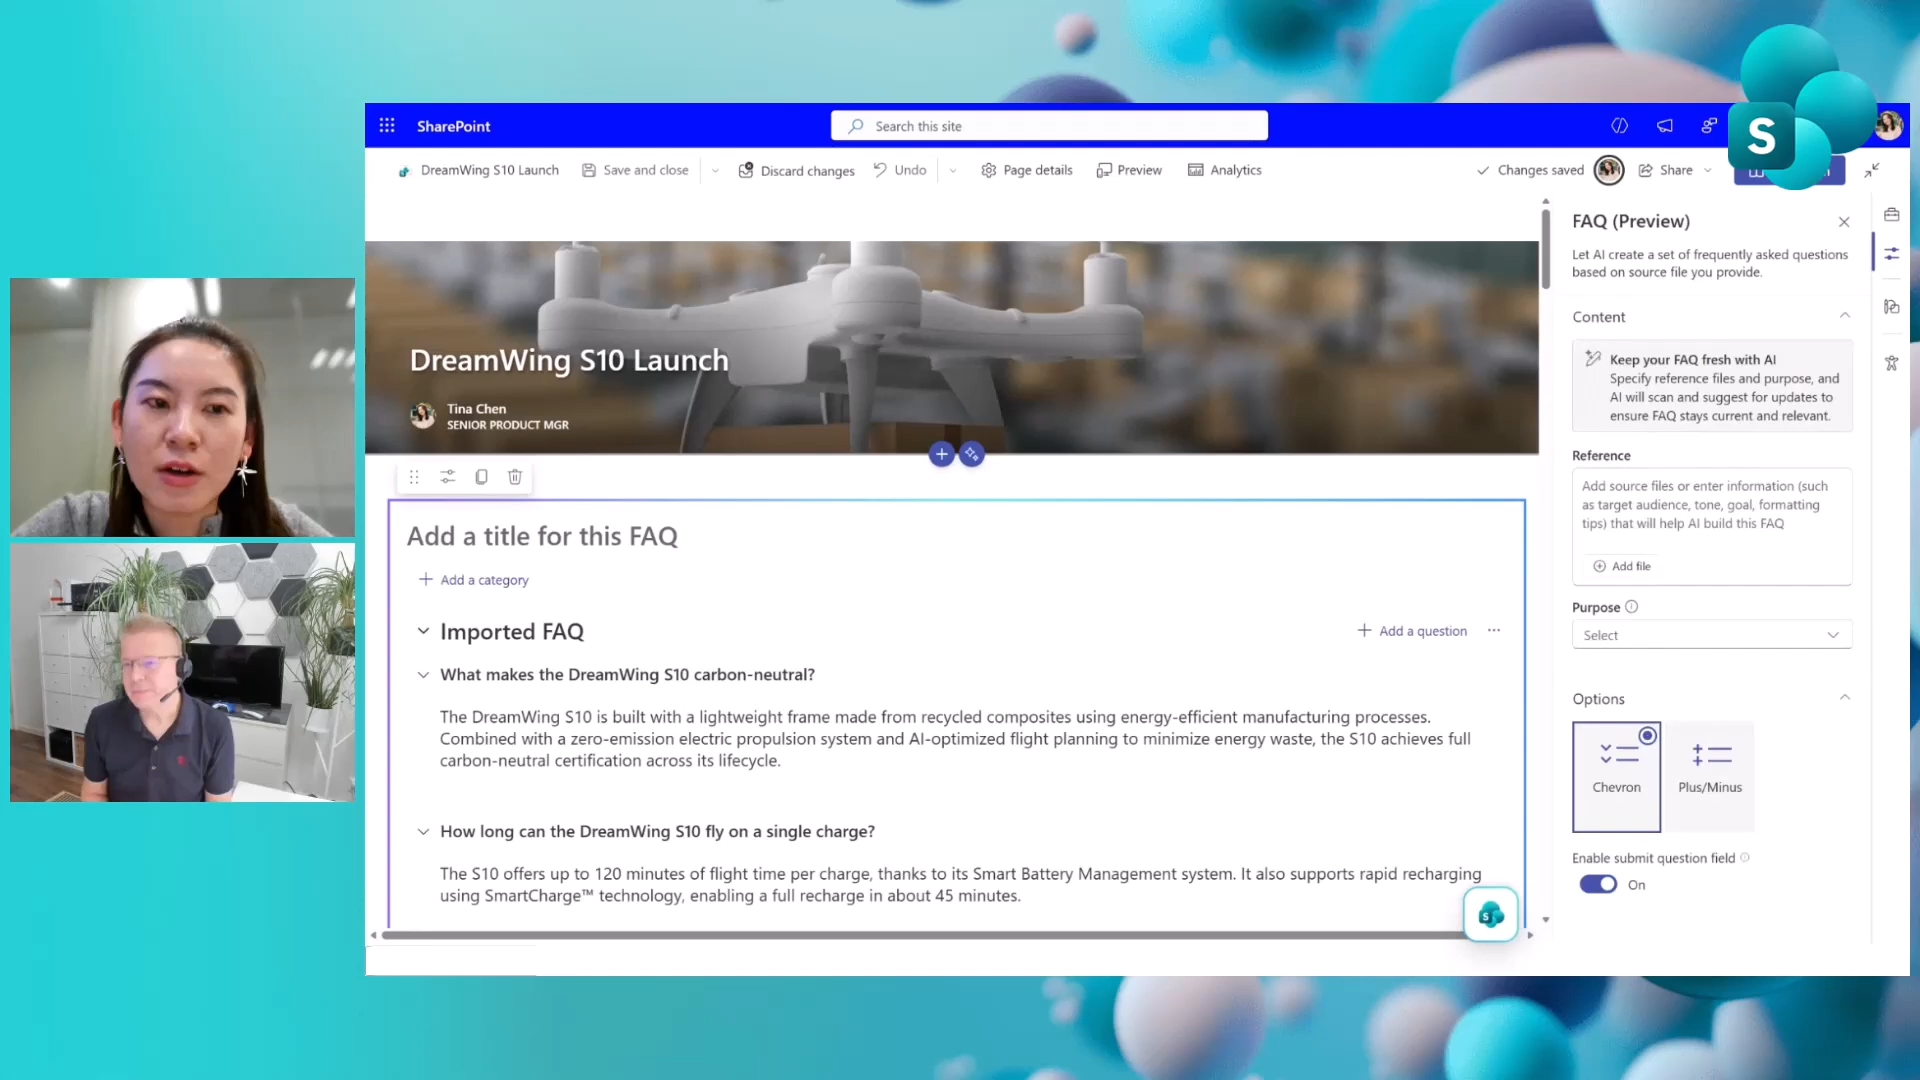 SharePoint
Search this site
S
DreamWing S10 Launch
Save and close
Discard changes
Undo
Page details
Preview
Analytics
Changes saved
Share
DreamWing S10 Launch
Tina Chen
SENIOR PRODUCT MGR
Add a title for this FAQ
Add a category
Imported FAQ
Add a question
What makes the DreamWing S10 carbon-neutral?
The DreamWing S10 is built with a lightweight frame made from recycled composites using energy-efficient manufacturing processes.
Combined with a zero-emission electric propulsion system and AI-optimized flight planning to minimize energy waste, the S10 achieves full
carbon-neutral certification across its lifecycle.
How long can the DreamWing S10 fly on a single charge?
The S10 offers up to 120 minutes of flight time per charge, thanks to its Smart Battery Management system. It also supports rapid recharging
using SmartCharge™ technology, enabling a full recharge in about 45 minutes.
S
FAQ (Preview)
Let AI create a set of frequently asked questions
based on source file you provide.
Content
Keep your FAQ fresh with AI
Specify reference files and purpose, and
AI will scan and suggest for updates to
ensure FAQ stays current and relevant.
Reference
Add source files or enter information (such
as target audience, tone, goal, formatting
tips) that will help AI build this FAQ
Add file
Purpose
Select
Options
Chevron
Plus/Minus
Enable submit question field
On